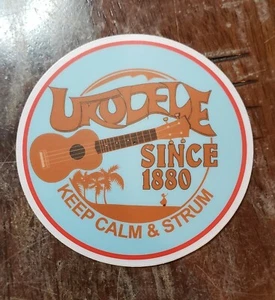 UKULELE
SINCE
1880
KEEP CALM & STRUM